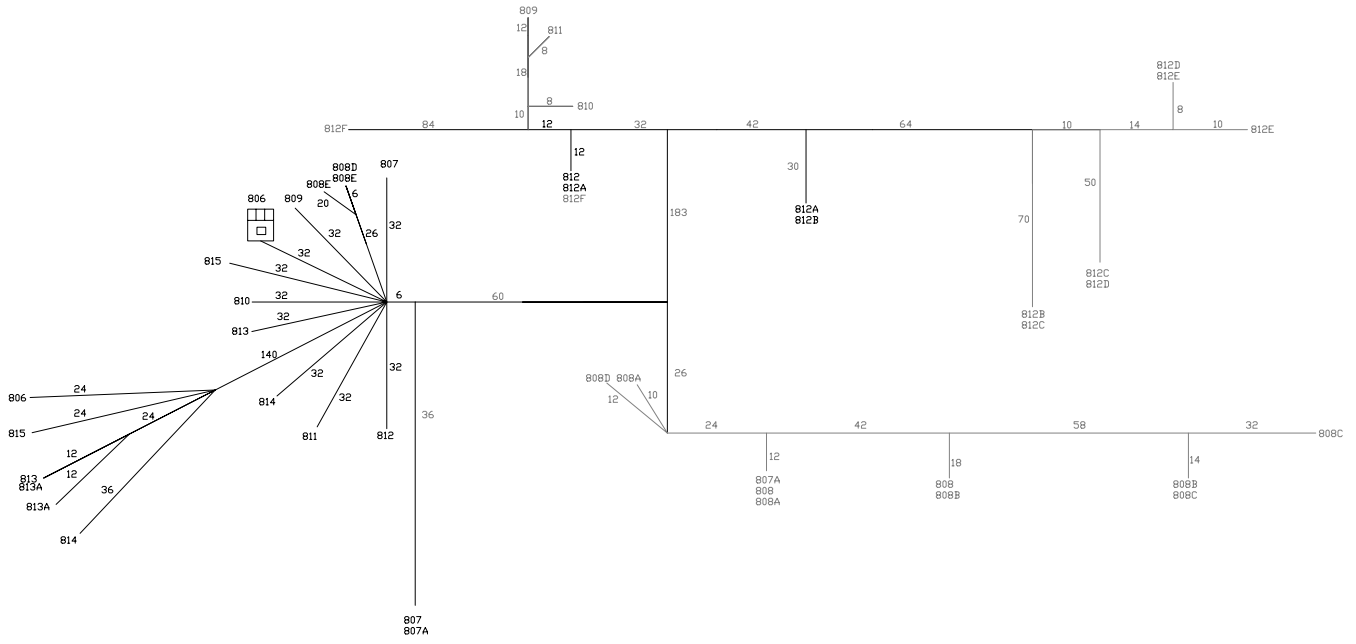 809
12
811
8
18
812D
812E
8
810
10
8
812F
84
12
32
42
64
10
14
10
812E
12
30
50
70
812
812A
812F
812A
812B
183
807
808D
808E
808E
6
20
806
809
32
32
26
32
815
32
810
32
6
60
813
32
812C
812D
812B
812C
140
32
32
32
814
811
812
36
26
808D 808A
12
10
24
42
58
32
808C
12
18
14
807A
808
808A
808
808B
808B
808C
806
24
815
24
24
12
12
813
813A
813A
36
814
807
807A